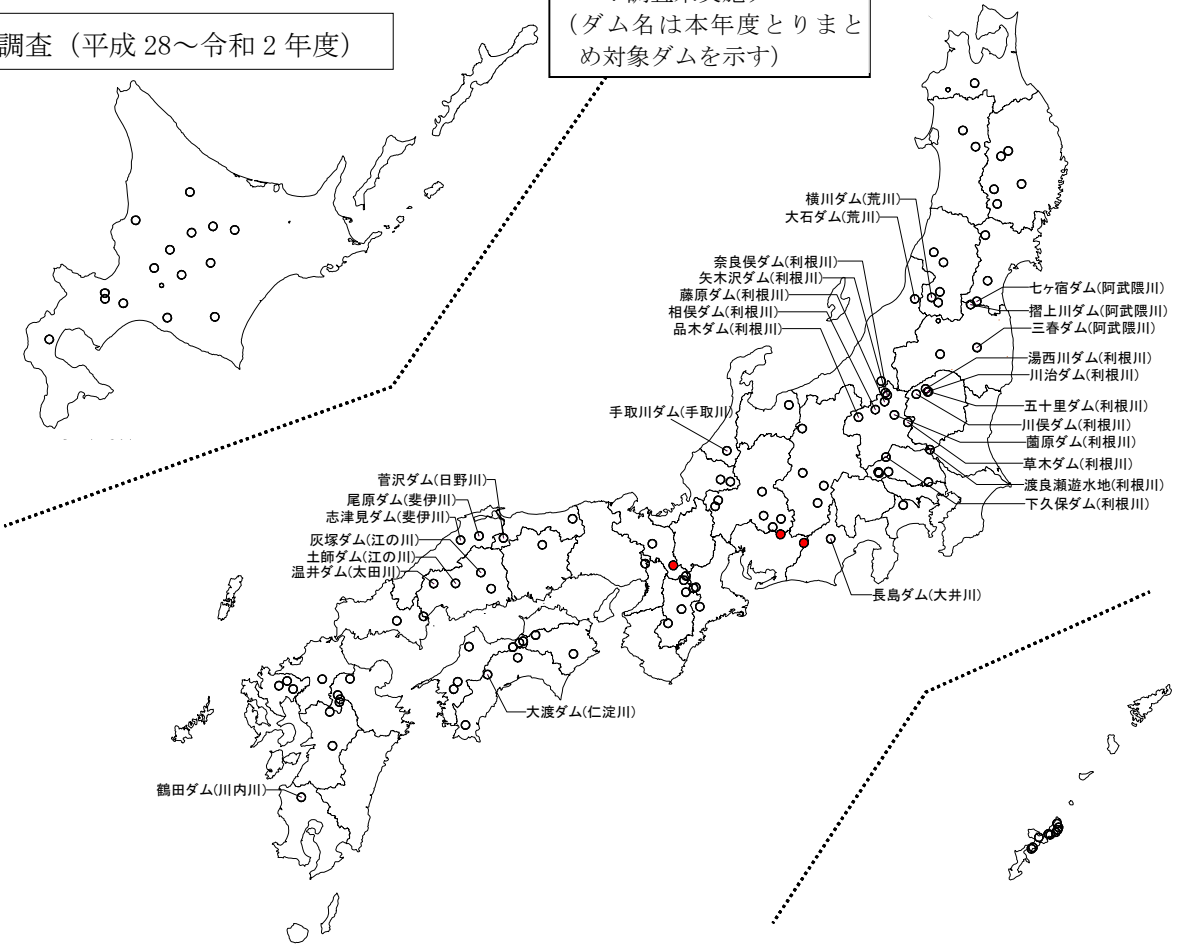 調査（平成 28～令和 2 年度）
（ダム名は本年度とりまと
め対象ダムを示す）
横川ダム(荒川)
大石ダム(荒川)
奈良俣ダム(利根川)
矢木沢ダム(利根川)
藤原ダム(利根川)
相俣ダム(利根川)
品木ダム(利根川)
七ヶ宿ダム(阿武隈川)
摺上川ダム(阿武隈川)
三春ダム(阿武隈川)
湯西川ダム(利根川)
川治ダム(利根川)
五十里ダム(利根川)
川俣ダム(利根川)
薗原ダム(利根川)
草木ダム(利根川)
渡良瀬遊水地(利根川)
下久保ダム(利根川)
手取川ダム(手取川)
菅沢ダム(日野川)
尾原ダム(斐伊川)
志津見ダム(斐伊川)
灰塚ダム(江の川)
土師ダム(江の川)
温井ダム(太田川)
長島ダム(大井川)
大渡ダム(仁淀川)
鶴田ダム(川内川)